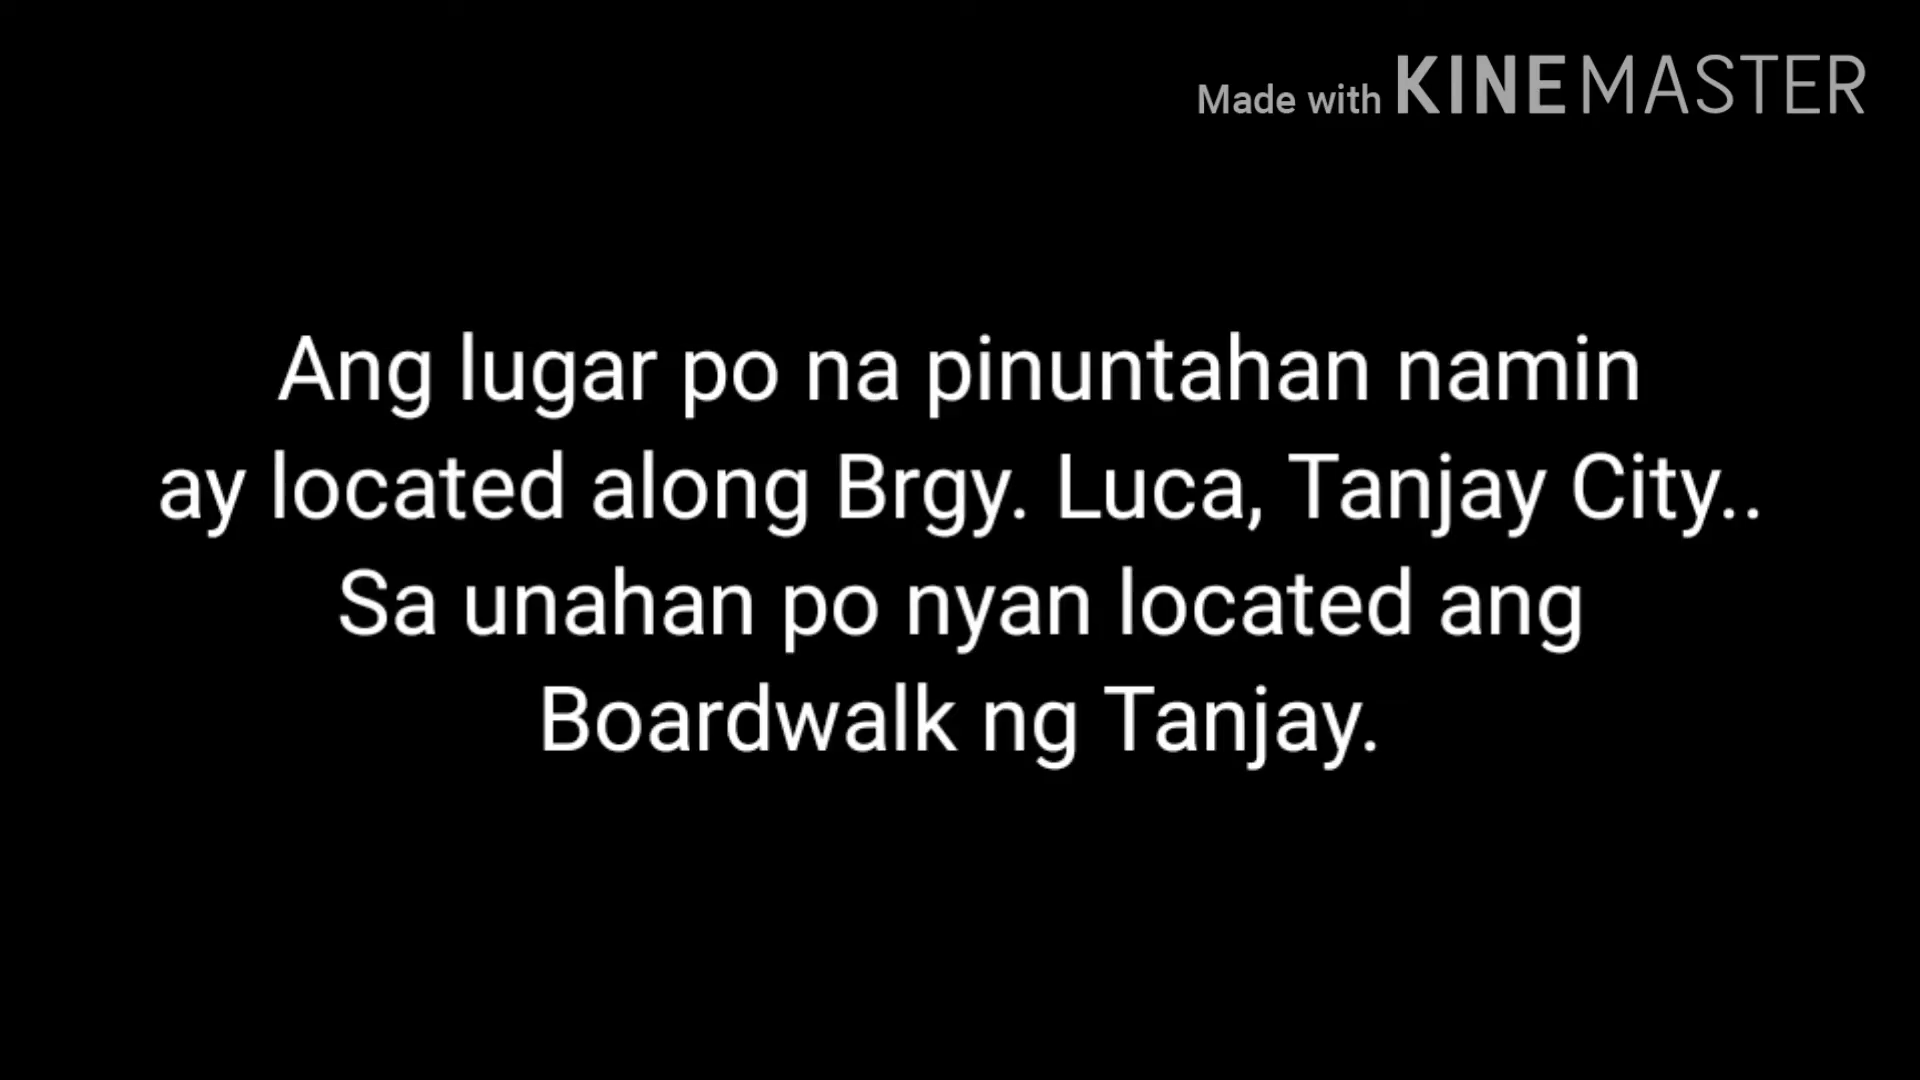 Made with KINEMASTER
Ang lugar po na pinuntahan namin
ay located along Brgy. Luca, Tanjay City..
Sa unahan po nyan located ang
Boardwalk ng Tanjay.